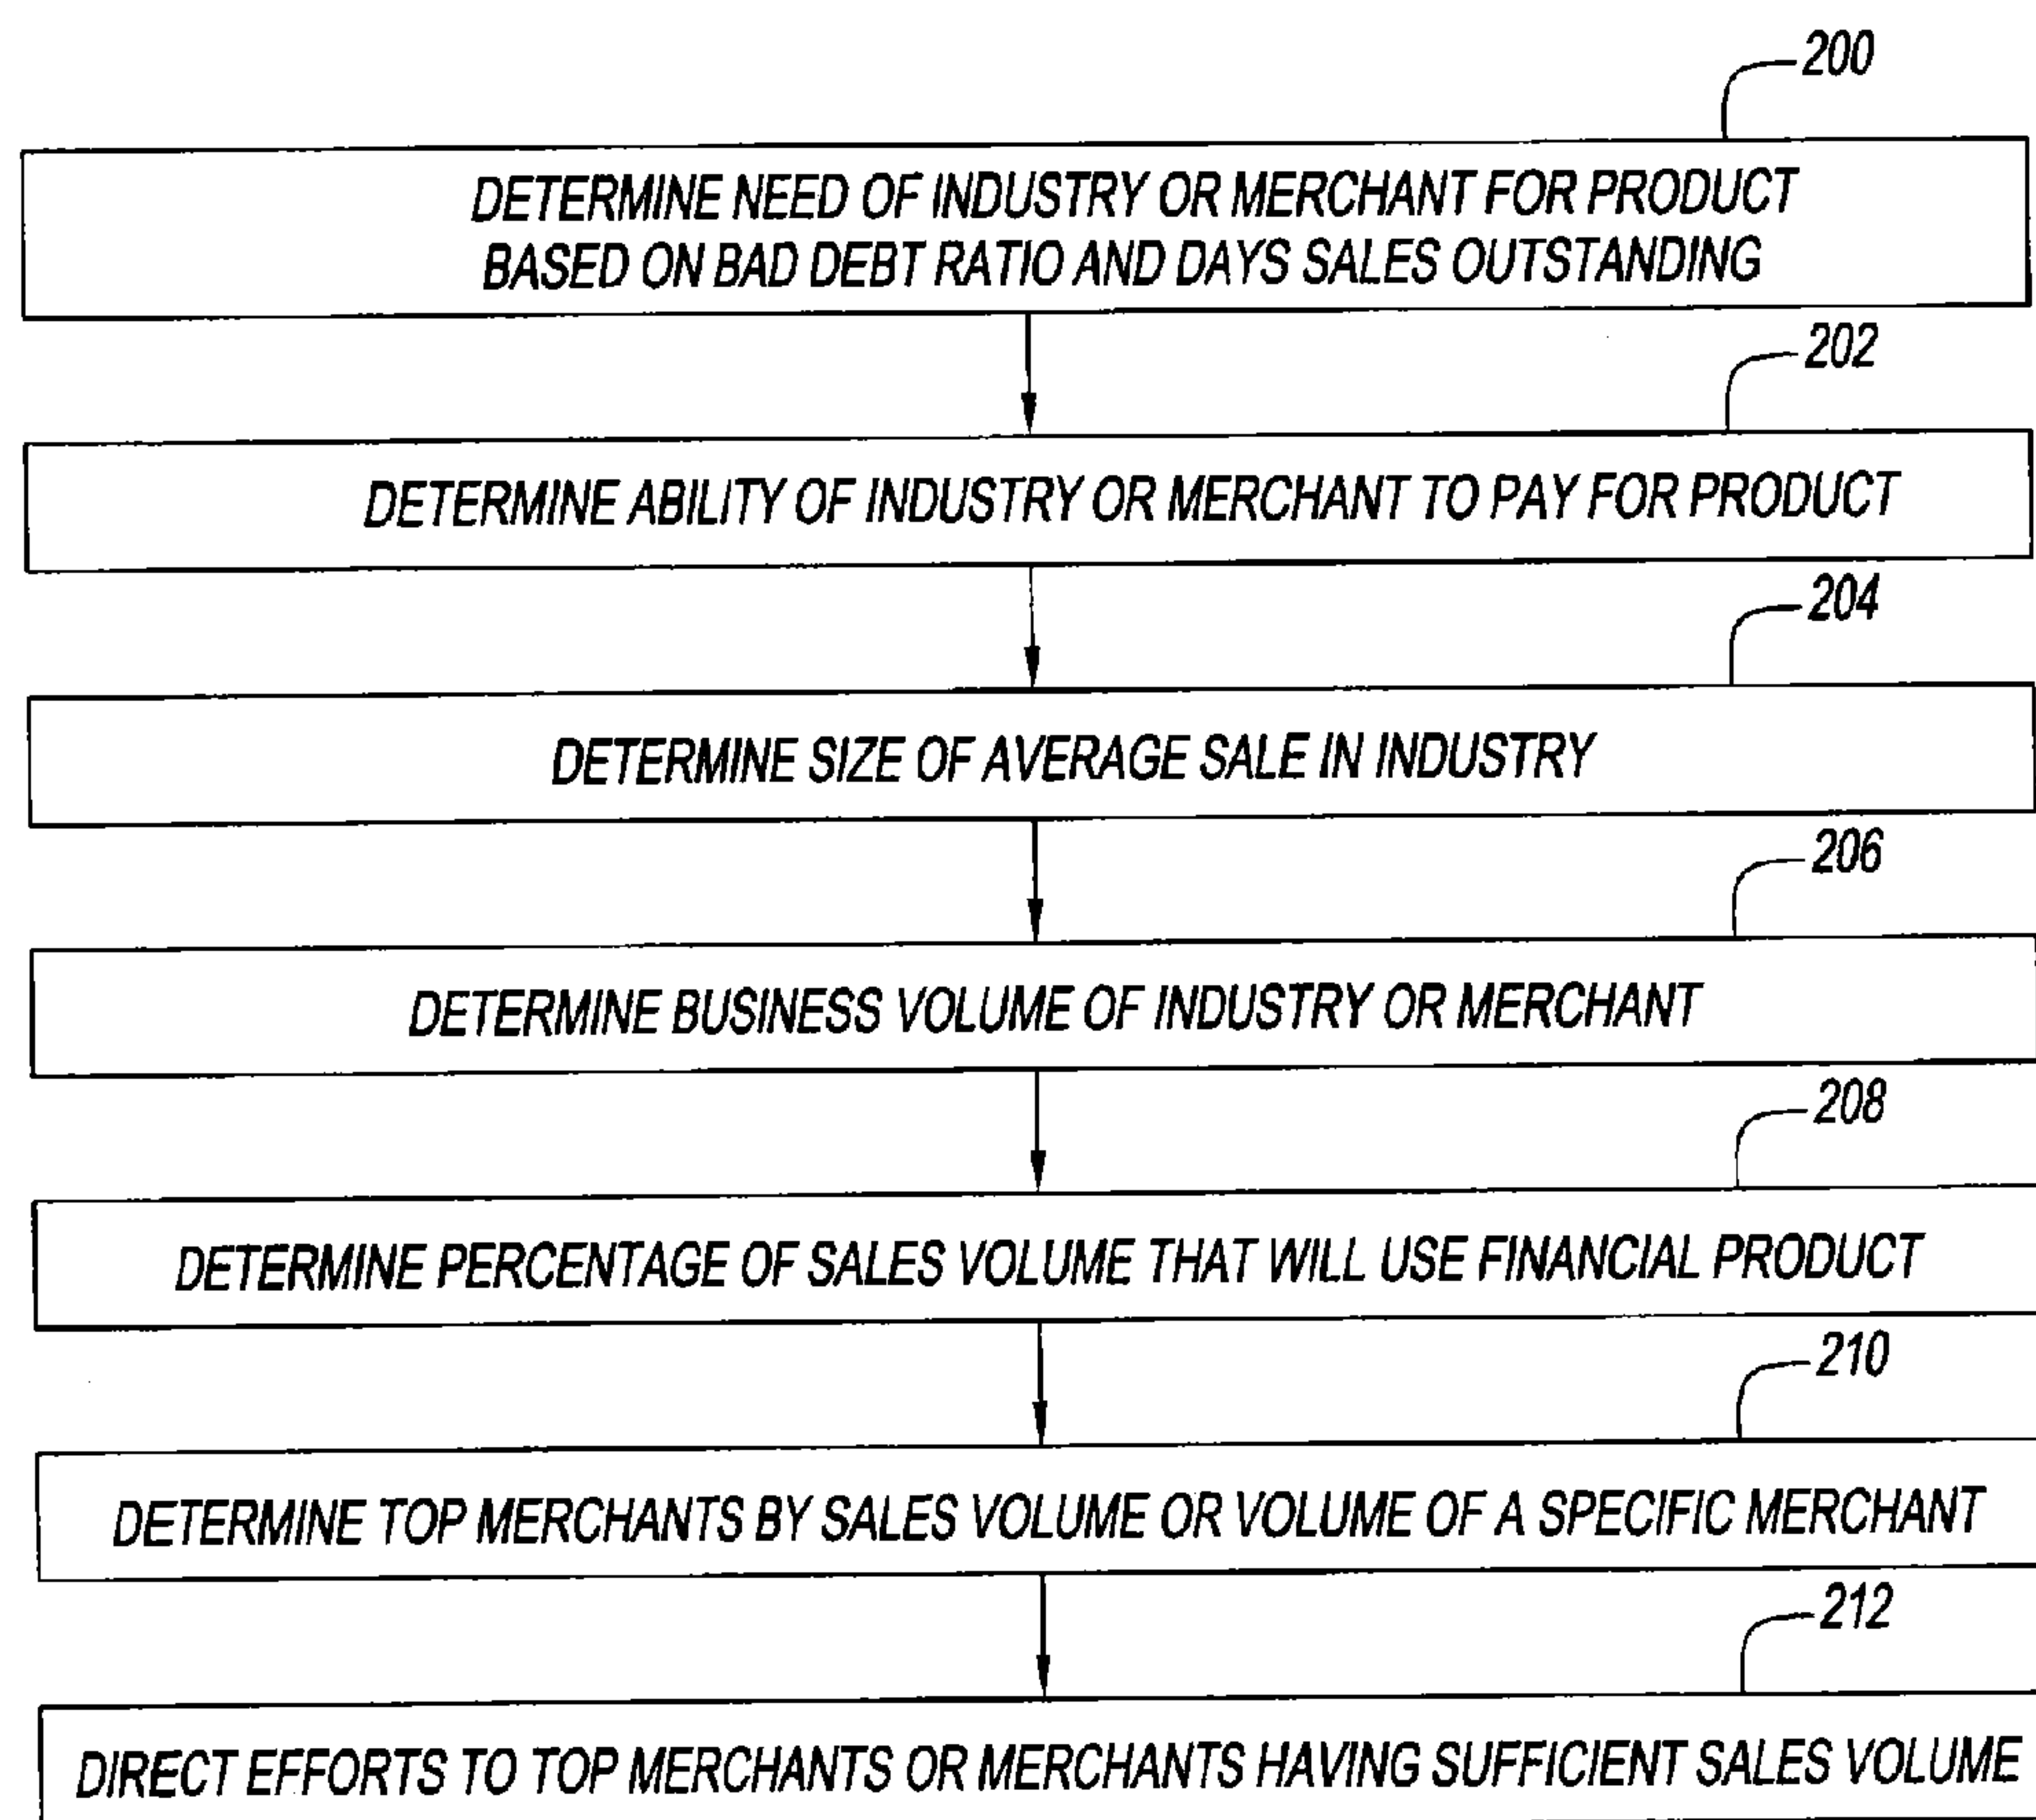 200
DETERMINE NEED OF INDUSTRY OR MERCHANT FOR PRODUCT
BASED ON BAD DEBT RATIO AND DAYS SALES OUTSTANDING
202
DETERMINE ABILITY OF INDUSTRY OR MERCHANT TO PAY FOR PRODUCT
204
DETERMINE SIZE OF AVERAGE SALE IN INDUSTRY
206
DETERMINE BUSINESS VOLUME OF INDUSTRY OR MERCHANT
208
DETERMINE PERCENTAGE OF SALES VOLUME THAT WILL USE FINANCIAL PRODUCT
210
DETERMINE TOP MERCHANTS BY SALES VOLUME OR VOLUME OF A SPECIFIC MERCHANT
212
DIRECT EFFORTS TO TOP MERCHANTS OR MERCHANTS HAVING SUFFICIENT SALES VOLUME